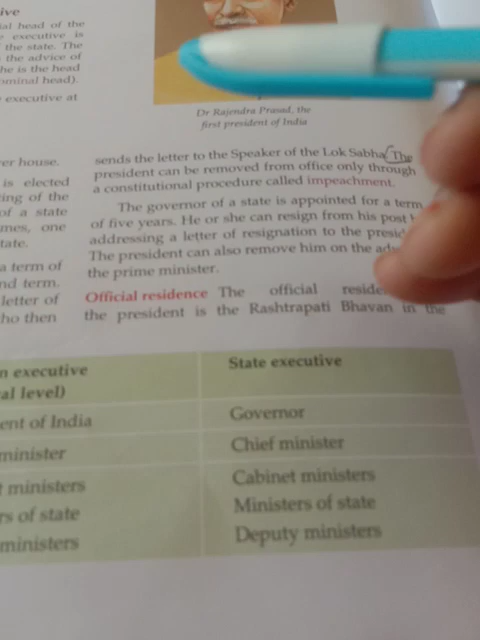 ive
ial head of the
executive is
the state. The
the advice of
he is the head
ominal head).
executive at
er house.
is elected
ing of the
of a state
mes, one
tate.
a term of
nd term.
letter of
ho then
Dr Rajendra Prasad, the
first president of India
sends the letter to the Speaker of the Lok Sabha. The
president can be removed from office only through
a constitutional procedure called impeachment.
The governor of a state is appointed for a term
of five years. He or she can resign from his post
addressing a letter of resignation to the presid
The president can also remove him on the adv
the prime minister.
Official residence The official reside
the president is the Rashtrapati Bhavan in the
n executive
al level)
State executive
ent of India
Governor
minister
Chief minister
t ministers
Cabinet ministers
rs of state
Ministers of state
ministers
Deputy ministers